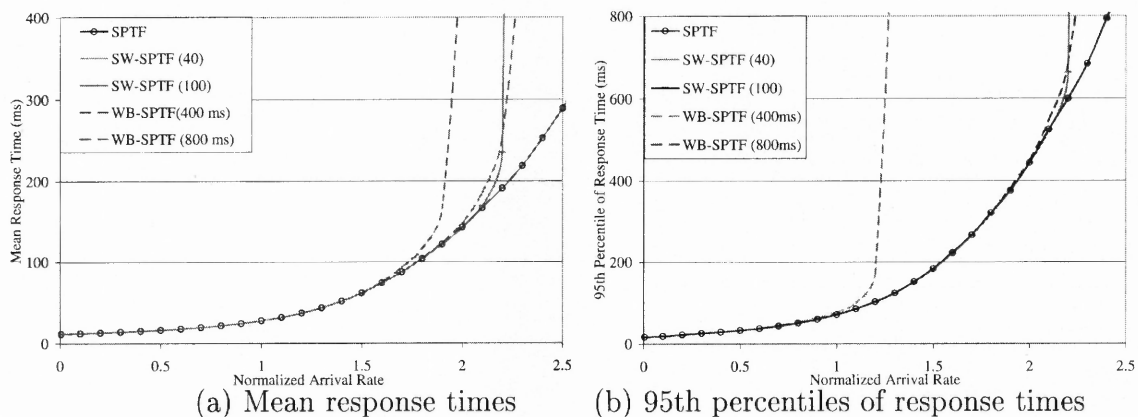 400
300
200
100
0
Mean Response Time (ms)
SPTF
SW-SPTF (40)
SW-SPTF (100)
WB-SPTF(400 ms)
WB-SPTF (800 ms)
0 0.5 1 1.5 2 2.5
Normalized Arrival Rate
(a) Mean response times
800
600
400
200
0
95th Percentile of Response Time (ms)
SPTF
SW-SPTF (40)
SW-SPTF (100)
WB-SPTF (400ms)
WB-SPTF (800ms)
0 0.5 1 1.5 2 2.5
Normalized Arrival Rate
(b) 95th percentiles of response times